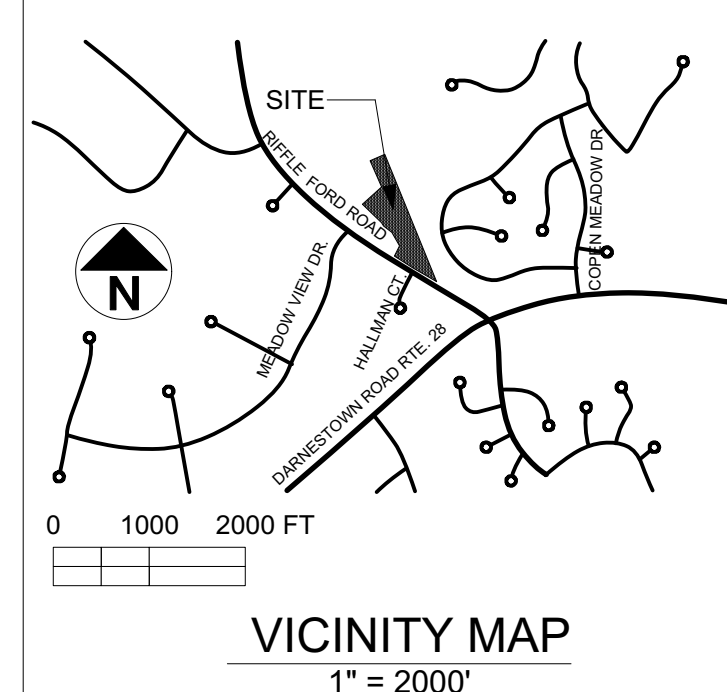 SITE
RIFFLE FORD ROAD
COPEN MEADOW DR
MEADOW VIEW DR.
HALLMAN CT.
N
DARNESTOWN ROAD RTE. 28
0 1000 2000 FT
VICINITY MAP
1" = 2000'